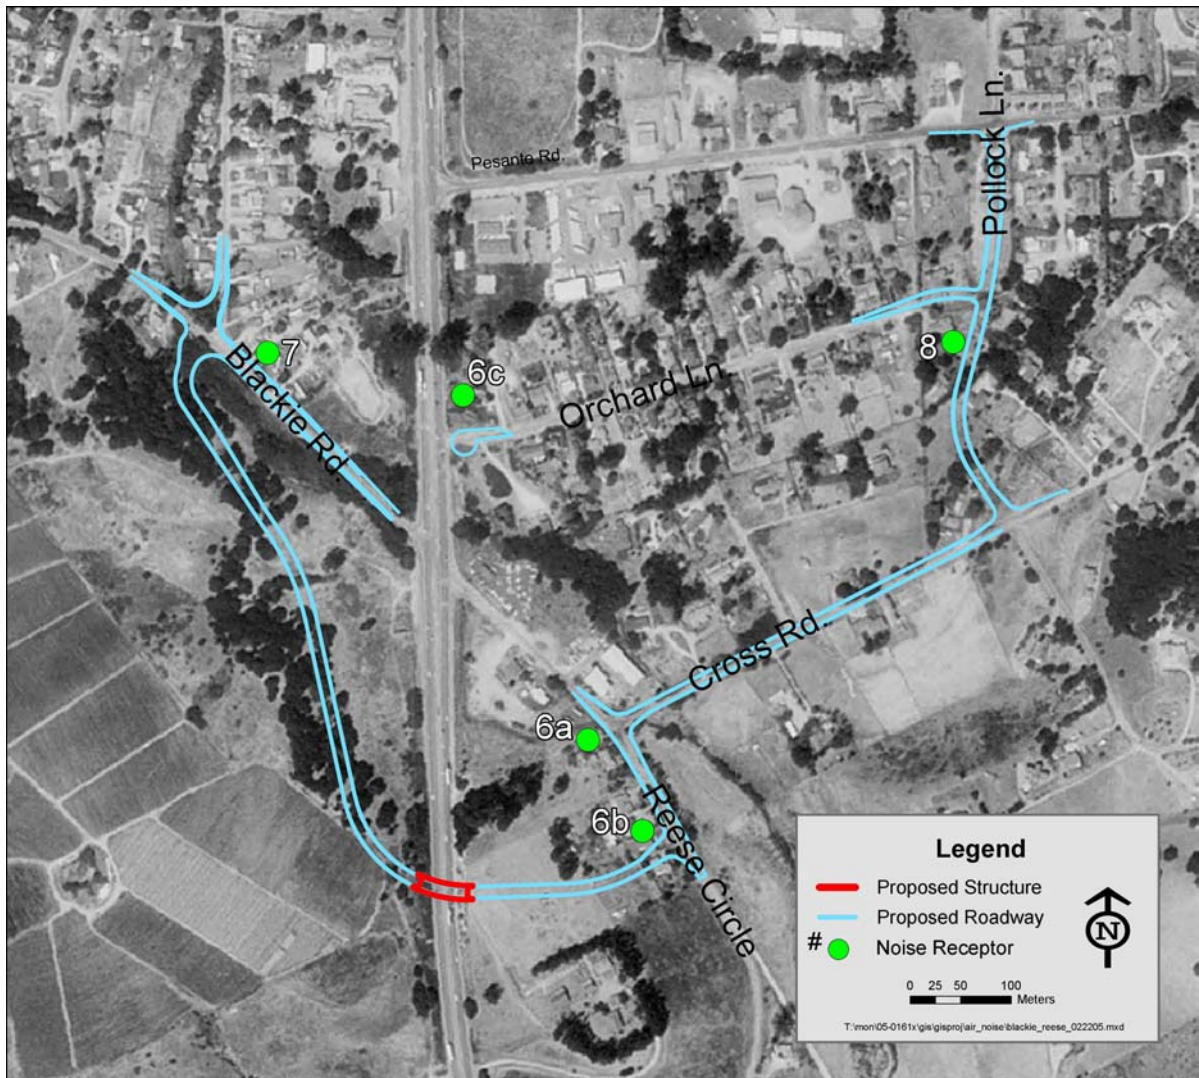 Pollock Ln.
Pesante Rd.
7
8
6c
Blackie Rd.
Orchard Ln.
Cross Rd.
6a
6b
Reese Circle
Legend
Proposed Structure
Proposed Roadway
# Noise Receptor
N
0 25 50 100
Meters
T:\mon\05-0161x\gis\gisproj\air_noise\blackie_reese_022205.mxd